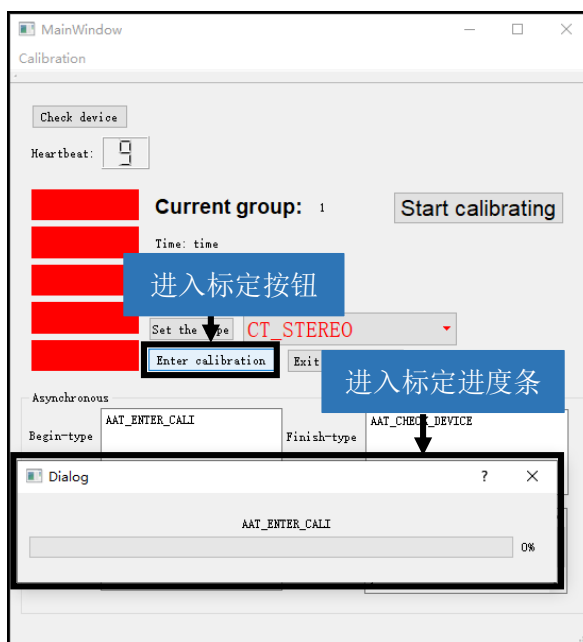 MainWindow
Calibration
Check device
Heartbeat: 9
Current group: 1
Start calibrating
Time: time
进入标定按钮
Set the type
CT_STEREO
Enter calibration
Exit
进入标定进度条
Asynchronous
Begin-type
AAT_ENTER_CALI
Finish-type
AAT_CHECK_DEVICE
Dialog
AAT_ENTER_CALI
0%